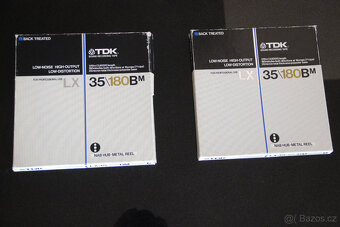 BACK TREATED
TDK
LOW-NOISE HIGH-OUTPUT
LOW-DISTORTION
LX
35\180BM
NAB HUB · METAL REEL
BACK TREATED
TDK
LOW-NOISE HIGH-OUTPUT
LOW-DISTORTION
LX
35\180BM
NAB HUB · METAL REEL
Bazoš.cz